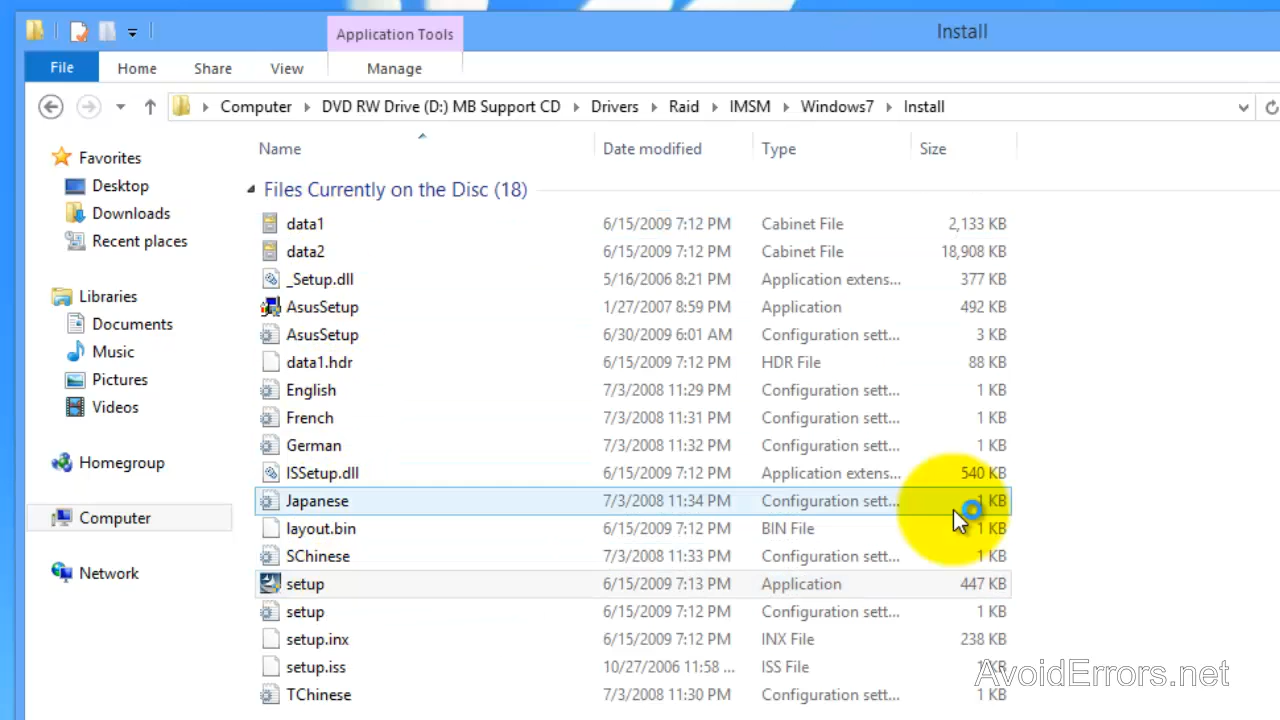 Application Tools
Install
File Home Share View Manage
Computer DVD RW Drive (D:) MB Support CD Drivers Raid IMSM Windows7 Install
Name Date modified Type Size
Favorites
Desktop
Downloads
Recent places
Libraries
Documents
Music
Pictures
Videos
Homegroup
Computer
Network
Files Currently on the Disc (18)
data1 6/15/2009 7:12 PM Cabinet File 2,133 KB
data2 6/15/2009 7:12 PM Cabinet File 18,908 KB
_Setup.dll 5/16/2006 8:21 PM Application extens... 377 KB
AsusSetup 1/27/2007 8:59 PM Application 492 KB
AsusSetup 6/30/2009 6:01 AM Configuration sett... 3 KB
data1.hdr 6/15/2009 7:12 PM HDR File 88 KB
English 7/3/2008 11:29 PM Configuration sett... 1 KB
French 7/3/2008 11:31 PM Configuration sett... 1 KB
German 7/3/2008 11:32 PM Configuration sett... 1 KB
ISSetup.dll 6/15/2009 7:12 PM Application extens... 540 KB
Japanese 7/3/2008 11:34 PM Configuration sett... 1 KB
layout.bin 6/15/2009 7:12 PM BIN File 1 KB
SChinese 7/3/2008 11:33 PM Configuration sett... 1 KB
setup 6/15/2009 7:13 PM Application 447 KB
setup 6/15/2009 7:12 PM Configuration sett... 1 KB
setup.inx 6/15/2009 7:12 PM INX File 238 KB
setup.iss 10/27/2006 11:58 ... ISS File 1 KB
TChinese 7/3/2008 11:30 PM Configuration sett... 1 KB
AvoidErrors.net